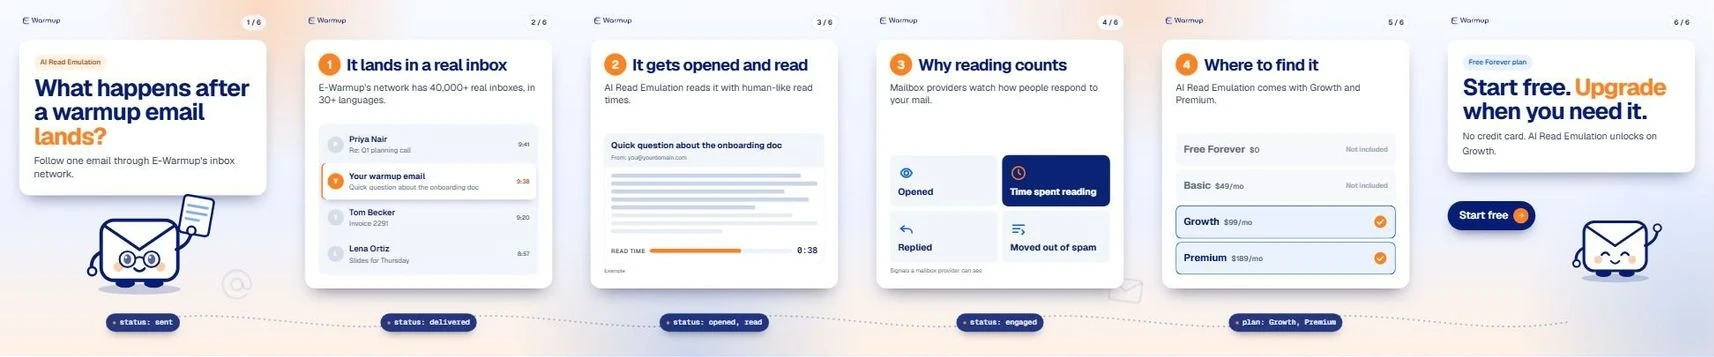 E Warmup
1 / 6
AI Read Emulation
What happens after
a warmup email
lands?
Follow one email through E-Warmup's inbox
network.
status: sent
E Warmup
2 / 6
1 It lands in a real inbox
E-Warmup's network has 40,000+ real inboxes, in
30+ languages.
P Priya Nair
Re: Q1 planning call
9:41
Y Your warmup email
Quick question about the onboarding doc
9:38
T Tom Becker
Invoice 2291
9:20
L Lena Ortiz
Slides for Thursday
8:57
status: delivered
E Warmup
3 / 6
2 It gets opened and read
AI Read Emulation reads it with human-like read
times.
Quick question about the onboarding doc
From: you@yourdomain.com
READ TIME 0:38
Example
status: opened, read
E Warmup
4 / 6
3 Why reading counts
Mailbox providers watch how people respond to
your mail.
Opened
Time spent reading
Replied
Moved out of spam
Signals a mailbox provider can see
status: engaged
E Warmup
5 / 6
4 Where to find it
AI Read Emulation comes with Growth and
Premium.
Free Forever $0 Not included
Basic $49/mo Not included
Growth $99/mo
Premium $189/mo
plan: Growth, Premium
E Warmup
6 / 6
Free Forever plan
Start free. Upgrade
when you need it.
No credit card. AI Read Emulation unlocks on
Growth.
Start free